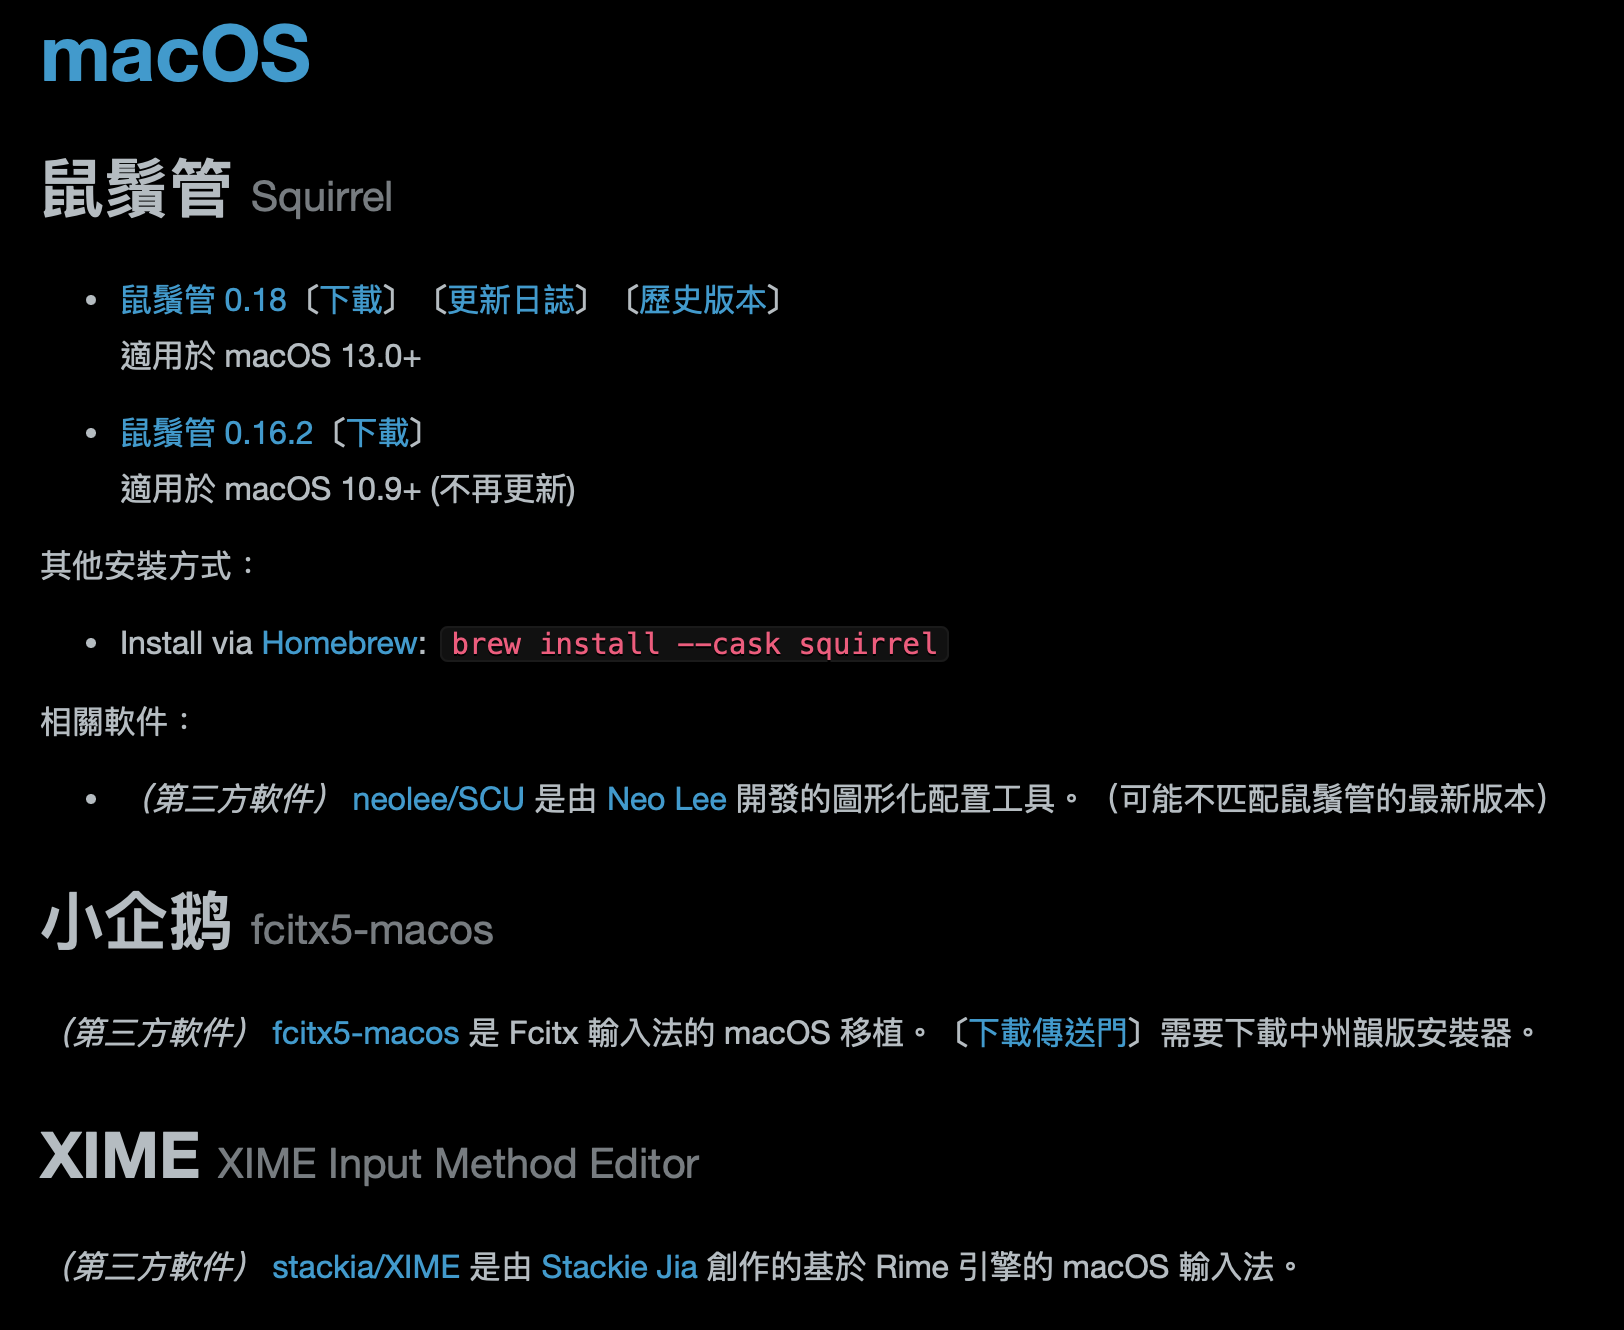 macOS
鼠鬚管 Squirrel
• 鼠鬚管 0.18〔下載〕〔更新日誌〕〔歷史版本〕
適用於 macOS 13.0+
• 鼠鬚管 0.16.2〔下載〕
適用於 macOS 10.9+ (不再更新)
其他安裝方式：
• Install via Homebrew: brew install --cask squirrel
相關軟件：
• （第三方軟件） neolee/SCU 是由 Neo Lee 開發的圖形化配置工具。（可能不匹配鼠鬚管的最新版本）
小企鹅 fcitx5-macos
（第三方軟件） fcitx5-macos 是 Fcitx 輸入法的 macOS 移植。〔下載傳送門〕需要下載中州韻版安裝器。
XIME XIME Input Method Editor
（第三方軟件） stackia/XIME 是由 Stackie Jia 創作的基於 Rime 引擎的 macOS 輸入法。